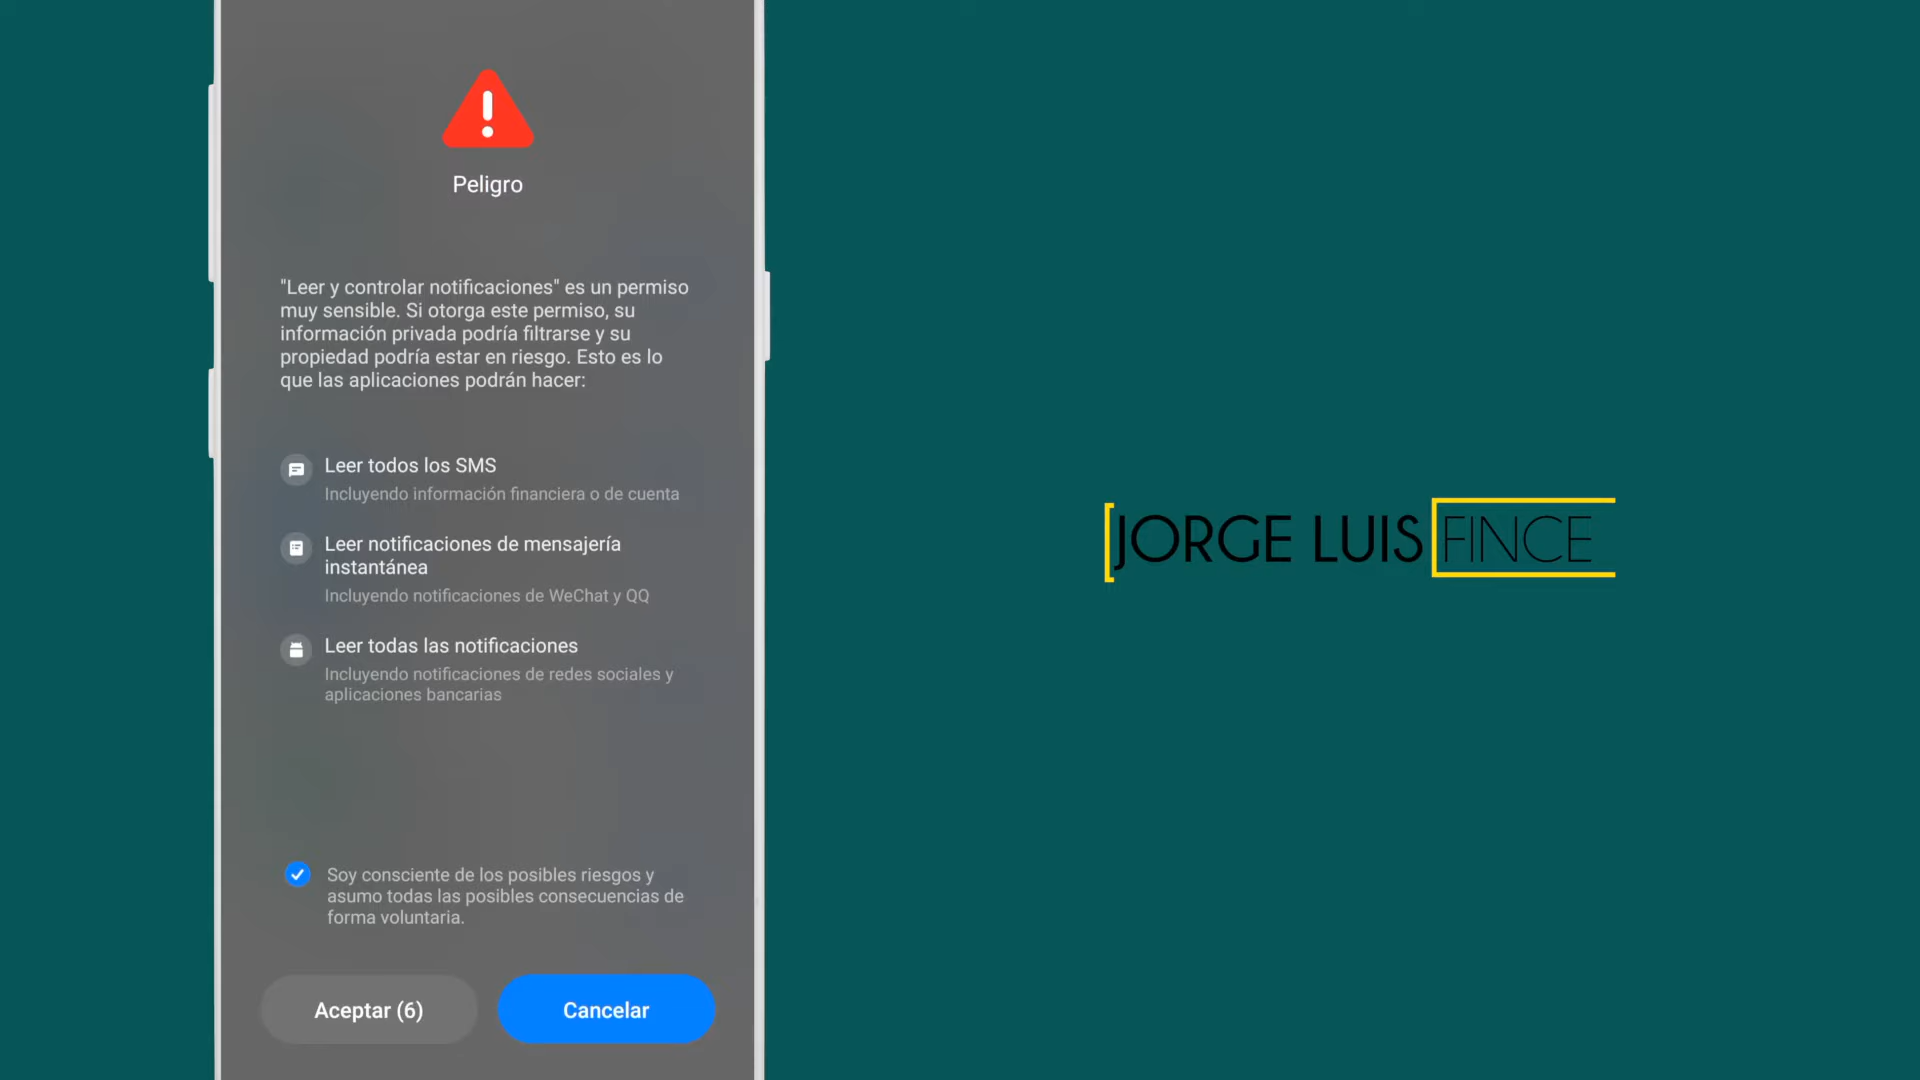 Peligro
"Leer y controlar notificaciones" es un permiso
muy sensible. Si otorga este permiso, su
información privada podría filtrarse y su
propiedad podría estar en riesgo. Esto es lo
que las aplicaciones podrán hacer:
Leer todos los SMS
Incluyendo información financiera o de cuenta
Leer notificaciones de mensajería
instantánea
Incluyendo notificaciones de WeChat y QQ
Leer todas las notificaciones
Incluyendo notificaciones de redes sociales y
aplicaciones bancarias
Soy consciente de los posibles riesgos y
asumo todas las posibles consecuencias de
forma voluntaria.
Aceptar (6)
Cancelar
JORGE LUIS FINCE